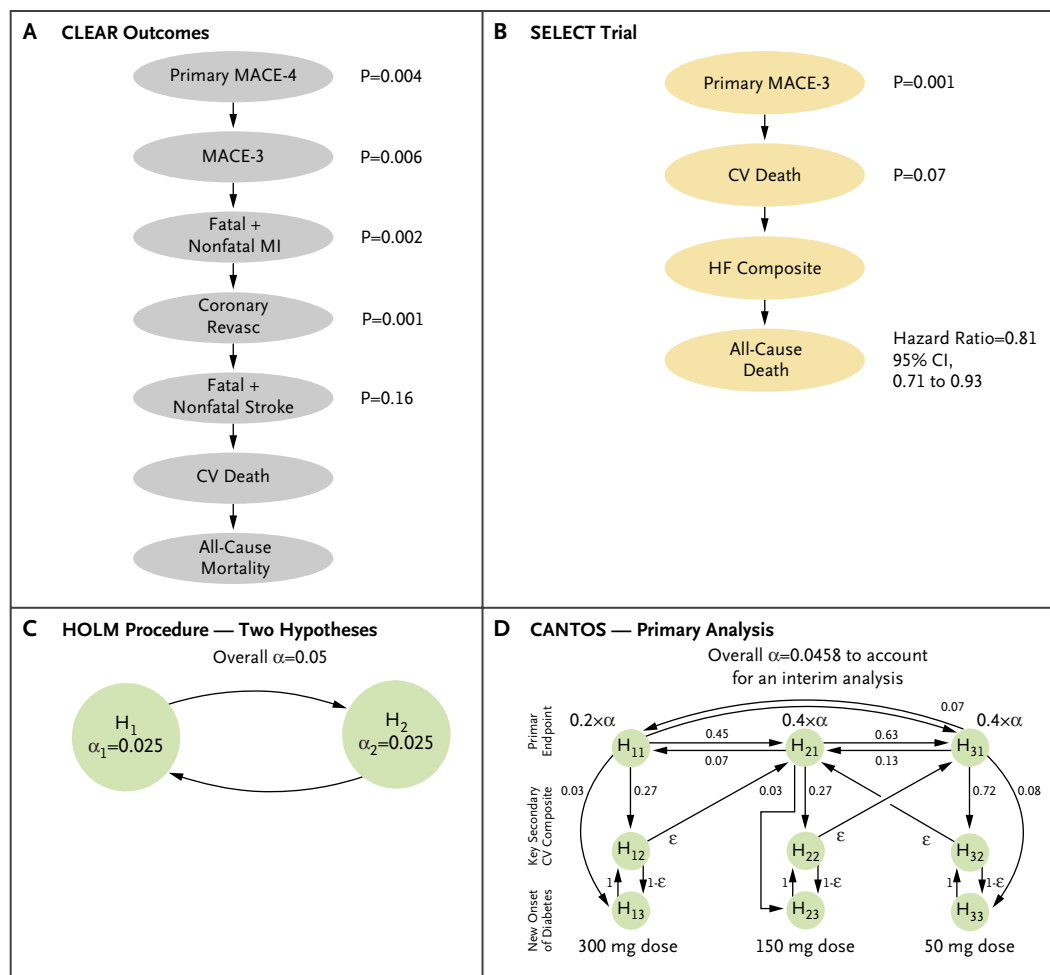 A CLEAR Outcomes
Primary MACE-4 P=0.004
MACE-3 P=0.006
Fatal +
Nonfatal MI P=0.002
Coronary
Revasc P=0.001
Fatal +
Nonfatal Stroke P=0.16
CV Death
All-Cause
Mortality
B SELECT Trial
Primary MACE-3 P=0.001
CV Death P=0.07
HF Composite
All-Cause
Death
Hazard Ratio=0.81
95% CI,
0.71 to 0.93
C HOLM Procedure — Two Hypotheses
Overall α=0.05
H1
α1=0.025
H2
α2=0.025
D CANTOS — Primary Analysis
Overall α=0.0458 to account
for an interim analysis
Primary
Endpoint
0.2×α 0.4×α 0.07 0.4×α
H11 0.45 H21 0.63 H31
0.07 0.13
0.03 0.27 0.03 0.27 0.72 0.08
Key Secondary
CV Composite
H12 ε H22 ε ε H32
1 1-ε 1 1-ε 1 1-ε
New Onset
of Diabetes
H13 H23 H33
300 mg dose 150 mg dose 50 mg dose